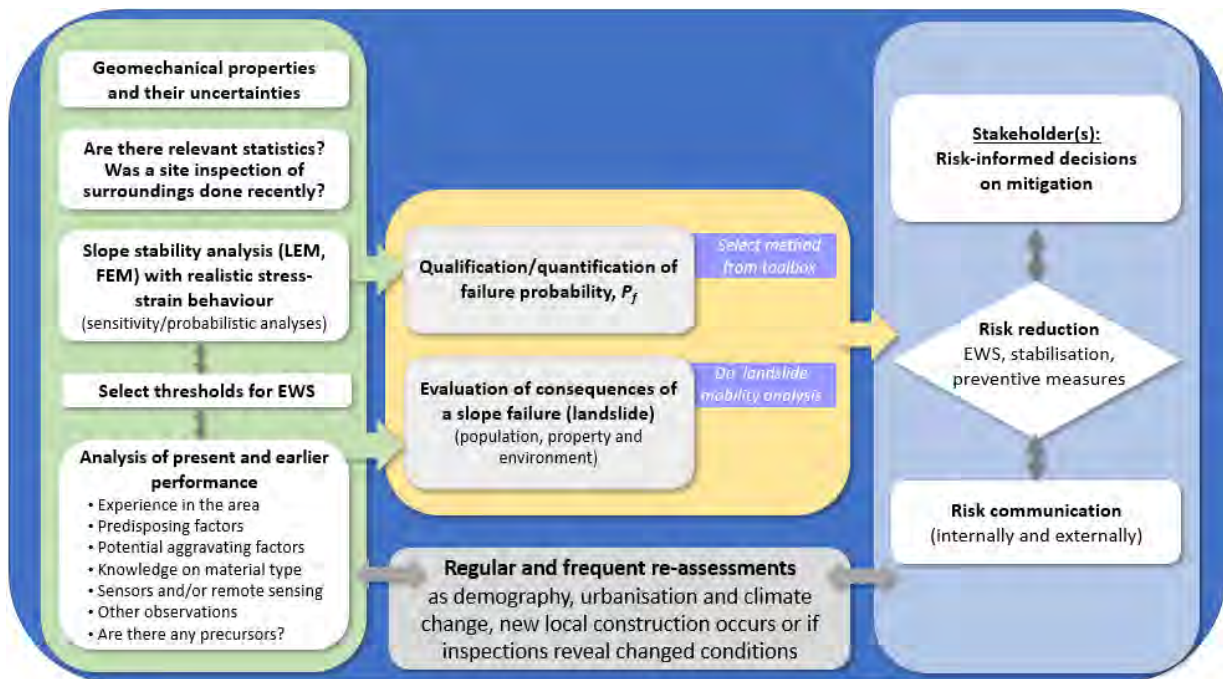 Geomechanical properties
and their uncertainties
Are there relevant statistics?
Was a site inspection of
surroundings done recently?
Slope stability analysis (LEM,
FEM) with realistic stress-
strain behaviour
(sensitivity/probabilistic analyses)
Select thresholds for EWS
Analysis of present and earlier
performance
• Experience in the area
• Predisposing factors
• Potential aggravating factors
• Knowledge on material type
• Sensors and/or remote sensing
• Other observations
• Are there any precursors?
Qualification/quantification of
failure probability, Pf
Select method
from toolbox
Evaluation of consequences of
a slope failure (landslide)
(population, property and
environment)
Do landslide
mobility analysis
Regular and frequent re-assessments
as demography, urbanisation and climate
change, new local construction occurs or if
inspections reveal changed conditions
Stakeholder(s):
Risk-informed decisions
on mitigation
Risk reduction
EWS, stabilisation,
preventive measures
Risk communication
(internally and externally)